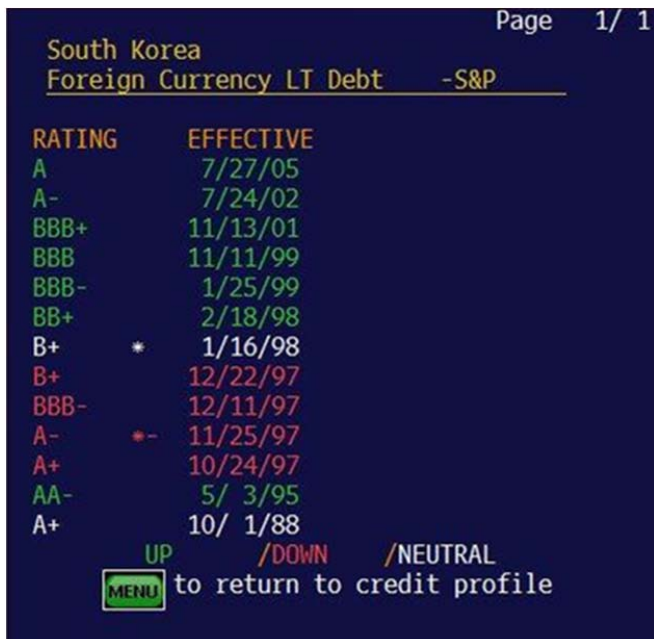 Page 1/ 1
South Korea
Foreign Currency LT Debt -S&P
RATING EFFECTIVE
A 7/27/05
A- 7/24/02
BBB+ 11/13/01
BBB 11/11/99
BBB- 1/25/99
BB+ 2/18/98
B+ * 1/16/98
B+ 12/22/97
BBB- 12/11/97
A- *- 11/25/97
A+ 10/24/97
AA- 5/ 3/95
A+ 10/ 1/88
UP /DOWN /NEUTRAL
MENU to return to credit profile